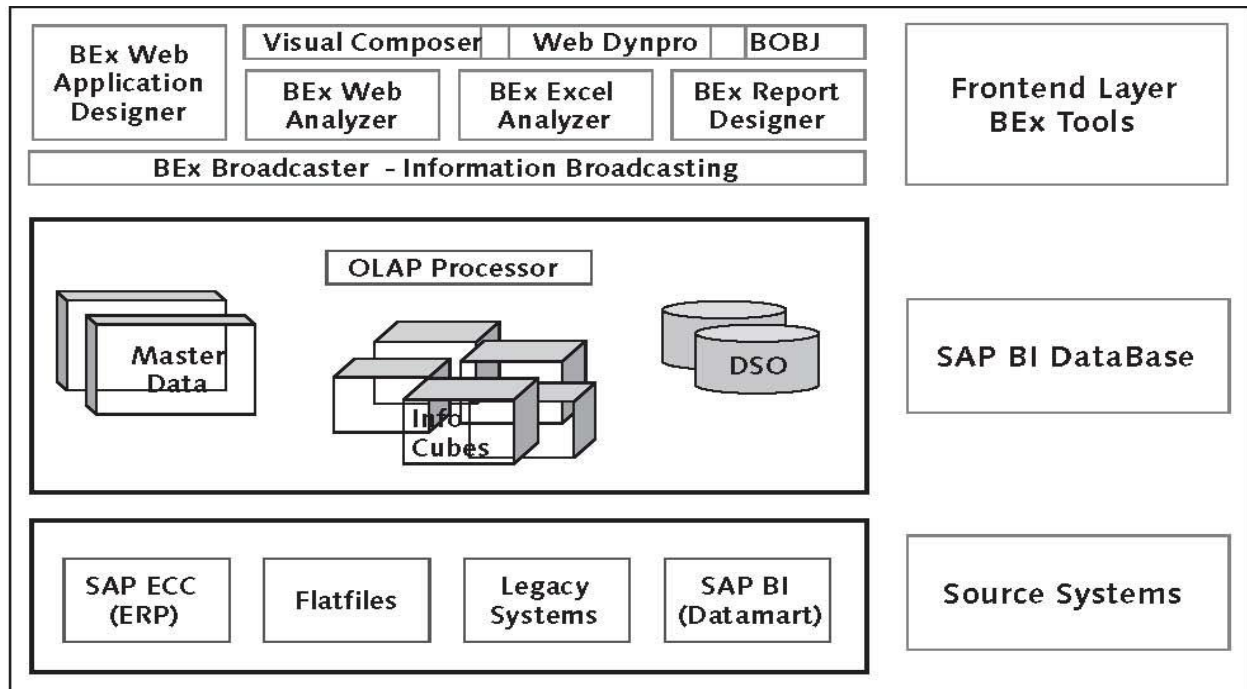 BEx Web
Application
Designer
Visual Composer
Web Dynpro
BOBJ
BEx Web
Analyzer
BEx Excel
Analyzer
BEx Report
Designer
BEx Broadcaster - Information Broadcasting
Frontend Layer
BEx Tools
OLAP Processor
Master
Data
Info
Cubes
DSO
SAP BI DataBase
SAP ECC
(ERP)
Flatfiles
Legacy
Systems
SAP BI
(Datamart)
Source Systems